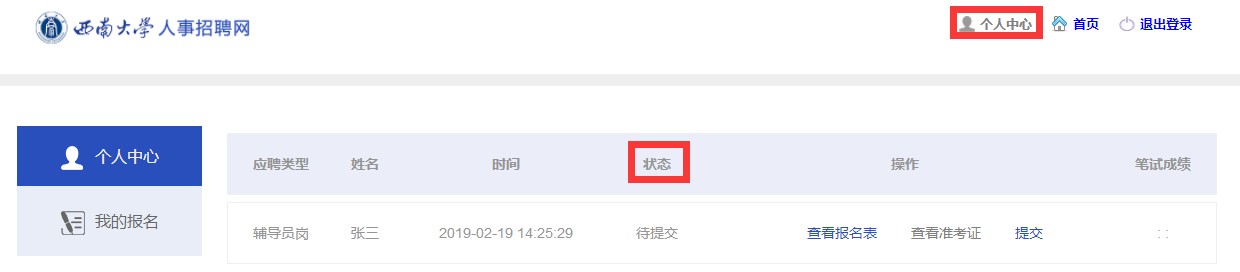 西南大学 人事招聘网 个人中心 首页 退出登录
个人中心
我的报名
应聘类型 姓名 时间 状态 操作 笔试成绩
辅导员岗 张三 2019-02-19 14:25:29 待提交 查看报名表 查看准考证 提交 : :